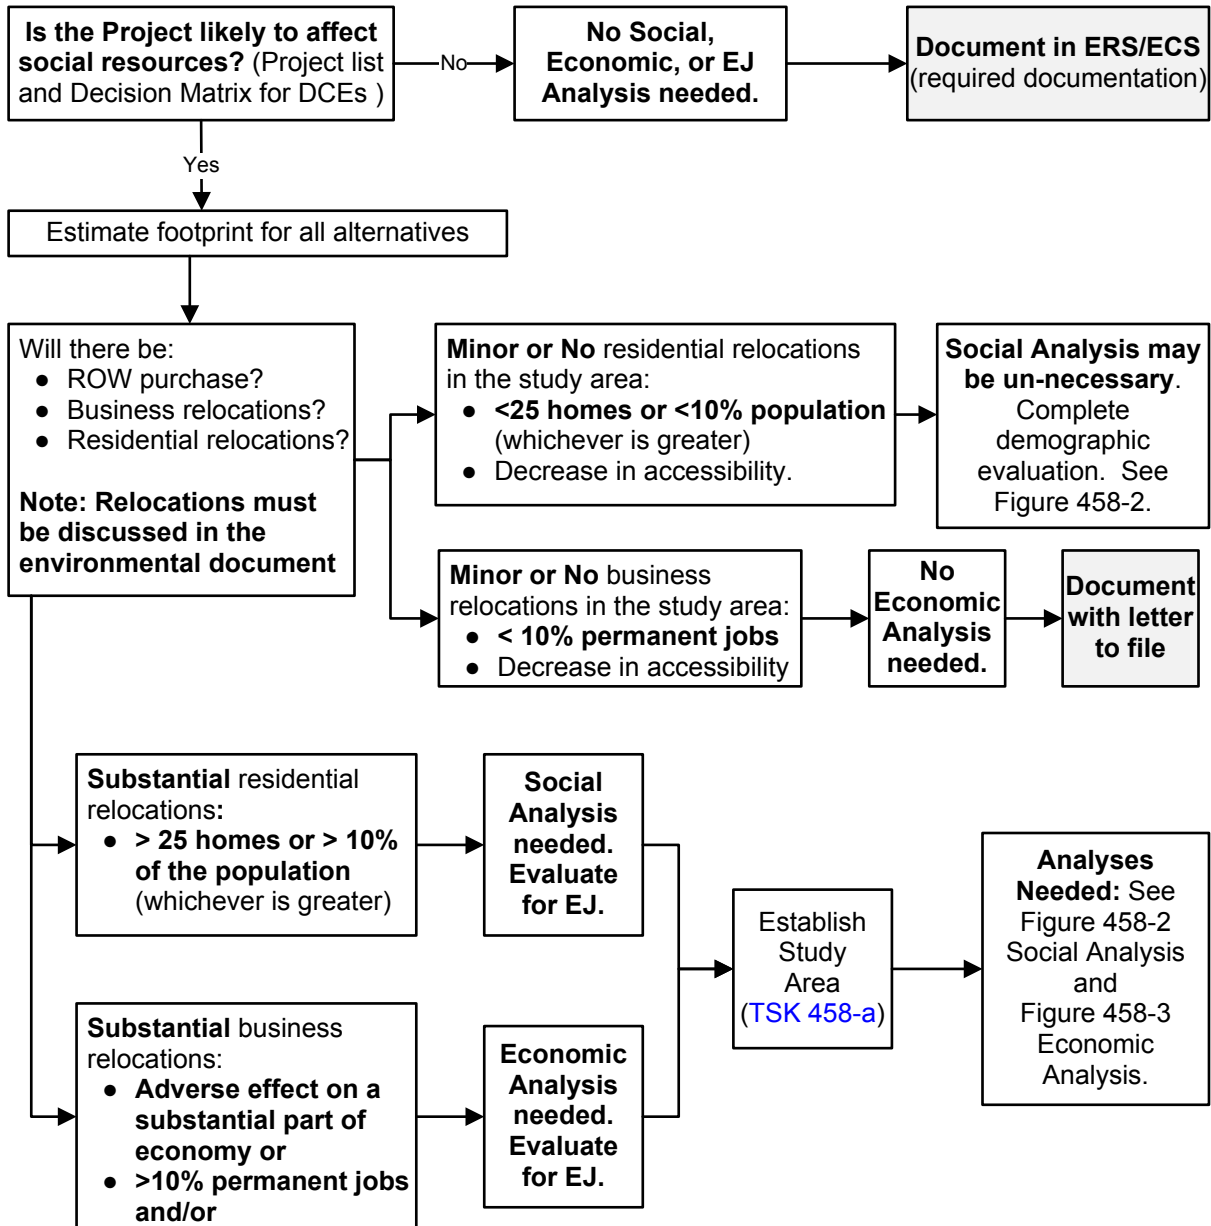 Is the Project likely to affect
social resources? (Project list
and Decision Matrix for DCEs )
No
No Social,
Economic, or EJ
Analysis needed.
Document in ERS/ECS
(required documentation)
Yes
Estimate footprint for all alternatives
Will there be:
● ROW purchase?
● Business relocations?
● Residential relocations?
Note: Relocations must
be discussed in the
environmental document
Minor or No residential relocations
in the study area:
● <25 homes or <10% population
(whichever is greater)
● Decrease in accessibility.
Social Analysis may
be un-necessary.
Complete
demographic
evaluation. See
Figure 458-2.
Minor or No business
relocations in the study area:
● < 10% permanent jobs
● Decrease in accessibility
No
Economic
Analysis
needed.
Document
with letter
to file
Substantial residential
relocations:
● > 25 homes or > 10%
of the population
(whichever is greater)
Social
Analysis
needed.
Evaluate
for EJ.
Substantial business
relocations:
● Adverse effect on a
substantial part of
economy or
● >10% permanent jobs
and/or
Economic
Analysis
needed.
Evaluate
for EJ.
Establish
Study
Area
(TSK 458-a)
Analyses
Needed: See
Figure 458-2
Social Analysis
and
Figure 458-3
Economic
Analysis.